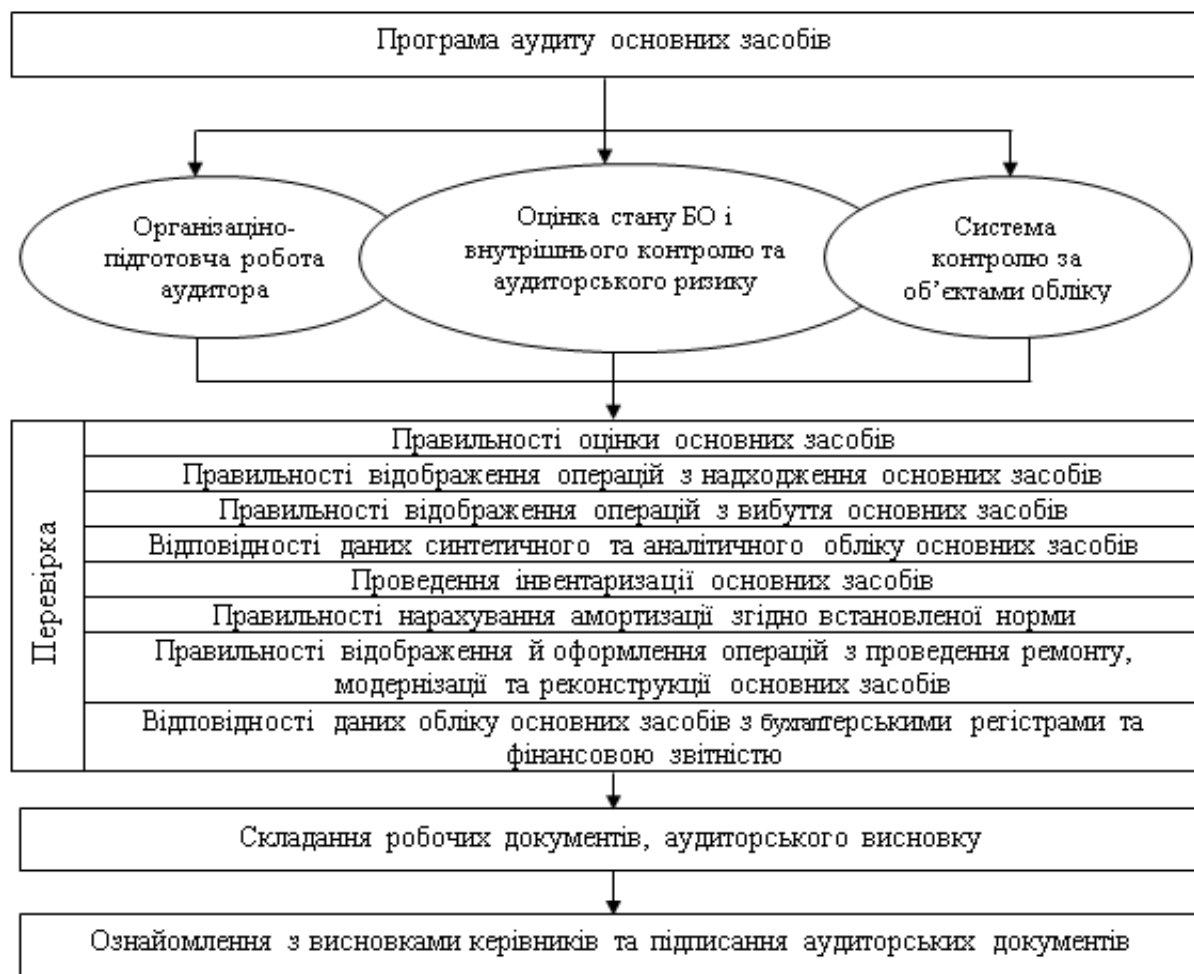 Програма аудиту основних засобів
Організаціно-
підготовча робота
аудитора
Оцінка стану БО і
внутрішнього контролю та
аудиторського ризику
Система
контролю за
об’єктами обліку
Перевірка
Правильності оцінки основних засобів
Правильності відображення операцій з надходження основних засобів
Правильності відображення операцій з вибуття основних засобів
Відповідності даних синтетичного та аналітичного обліку основних засобів
Проведення інвентаризації основних засобів
Правильності нарахування амортизації згідно встановленої норми
Правильності відображення й оформлення операцій з проведення ремонту,
модернізації та реконструкції основних засобів
Відповідності даних обліку основних засобів з бухгалтерськими регістрами та
фінансовою звітністю
Складання робочих документів, аудиторського висновку
Ознайомлення з висновками керівників та підписання аудиторських документів